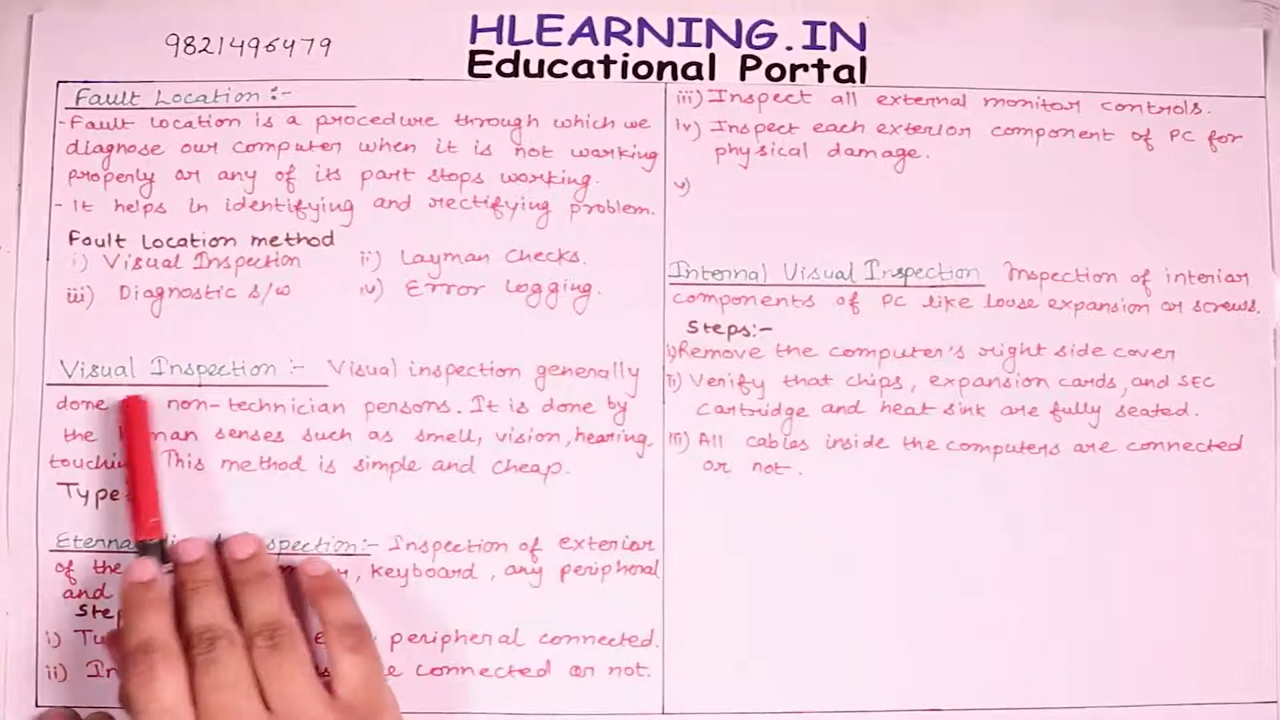 9821496479
HLEARNING.IN
Educational Portal
Fault Location :-
- Fault location is a procedure through which we
diagnose our computer when it is not working
properly or any of its part stops working.
- It helps in identifying and rectifying problem.
Fault Location method
i) Visual Inspection ii) Layman Checks.
iii) Diagnostic s/w iv) Error Logging.
Visual Inspection :- Visual inspection generally
done non-technician persons. It is done by
the senses such as smell, vision, hearing,
This method is simple and cheap.
Inspection:- Inspection of exterior
of the keyboard, any peripheral
and
i) peripheral connected.
ii) connected or not.
iii) Inspect all external monitor controls.
iv) Inspect each exterior component of PC for
physical damage.
v)
Internal Visual Inspection Inspection of interior
components of PC like loose expansion or screws.
Steps:-
i) Remove the computer's right side cover
ii) Verify that chips, expansion cards, and SEC
Cartridge and heat sink are fully seated.
iii) All cables inside the computers are connected
or not.